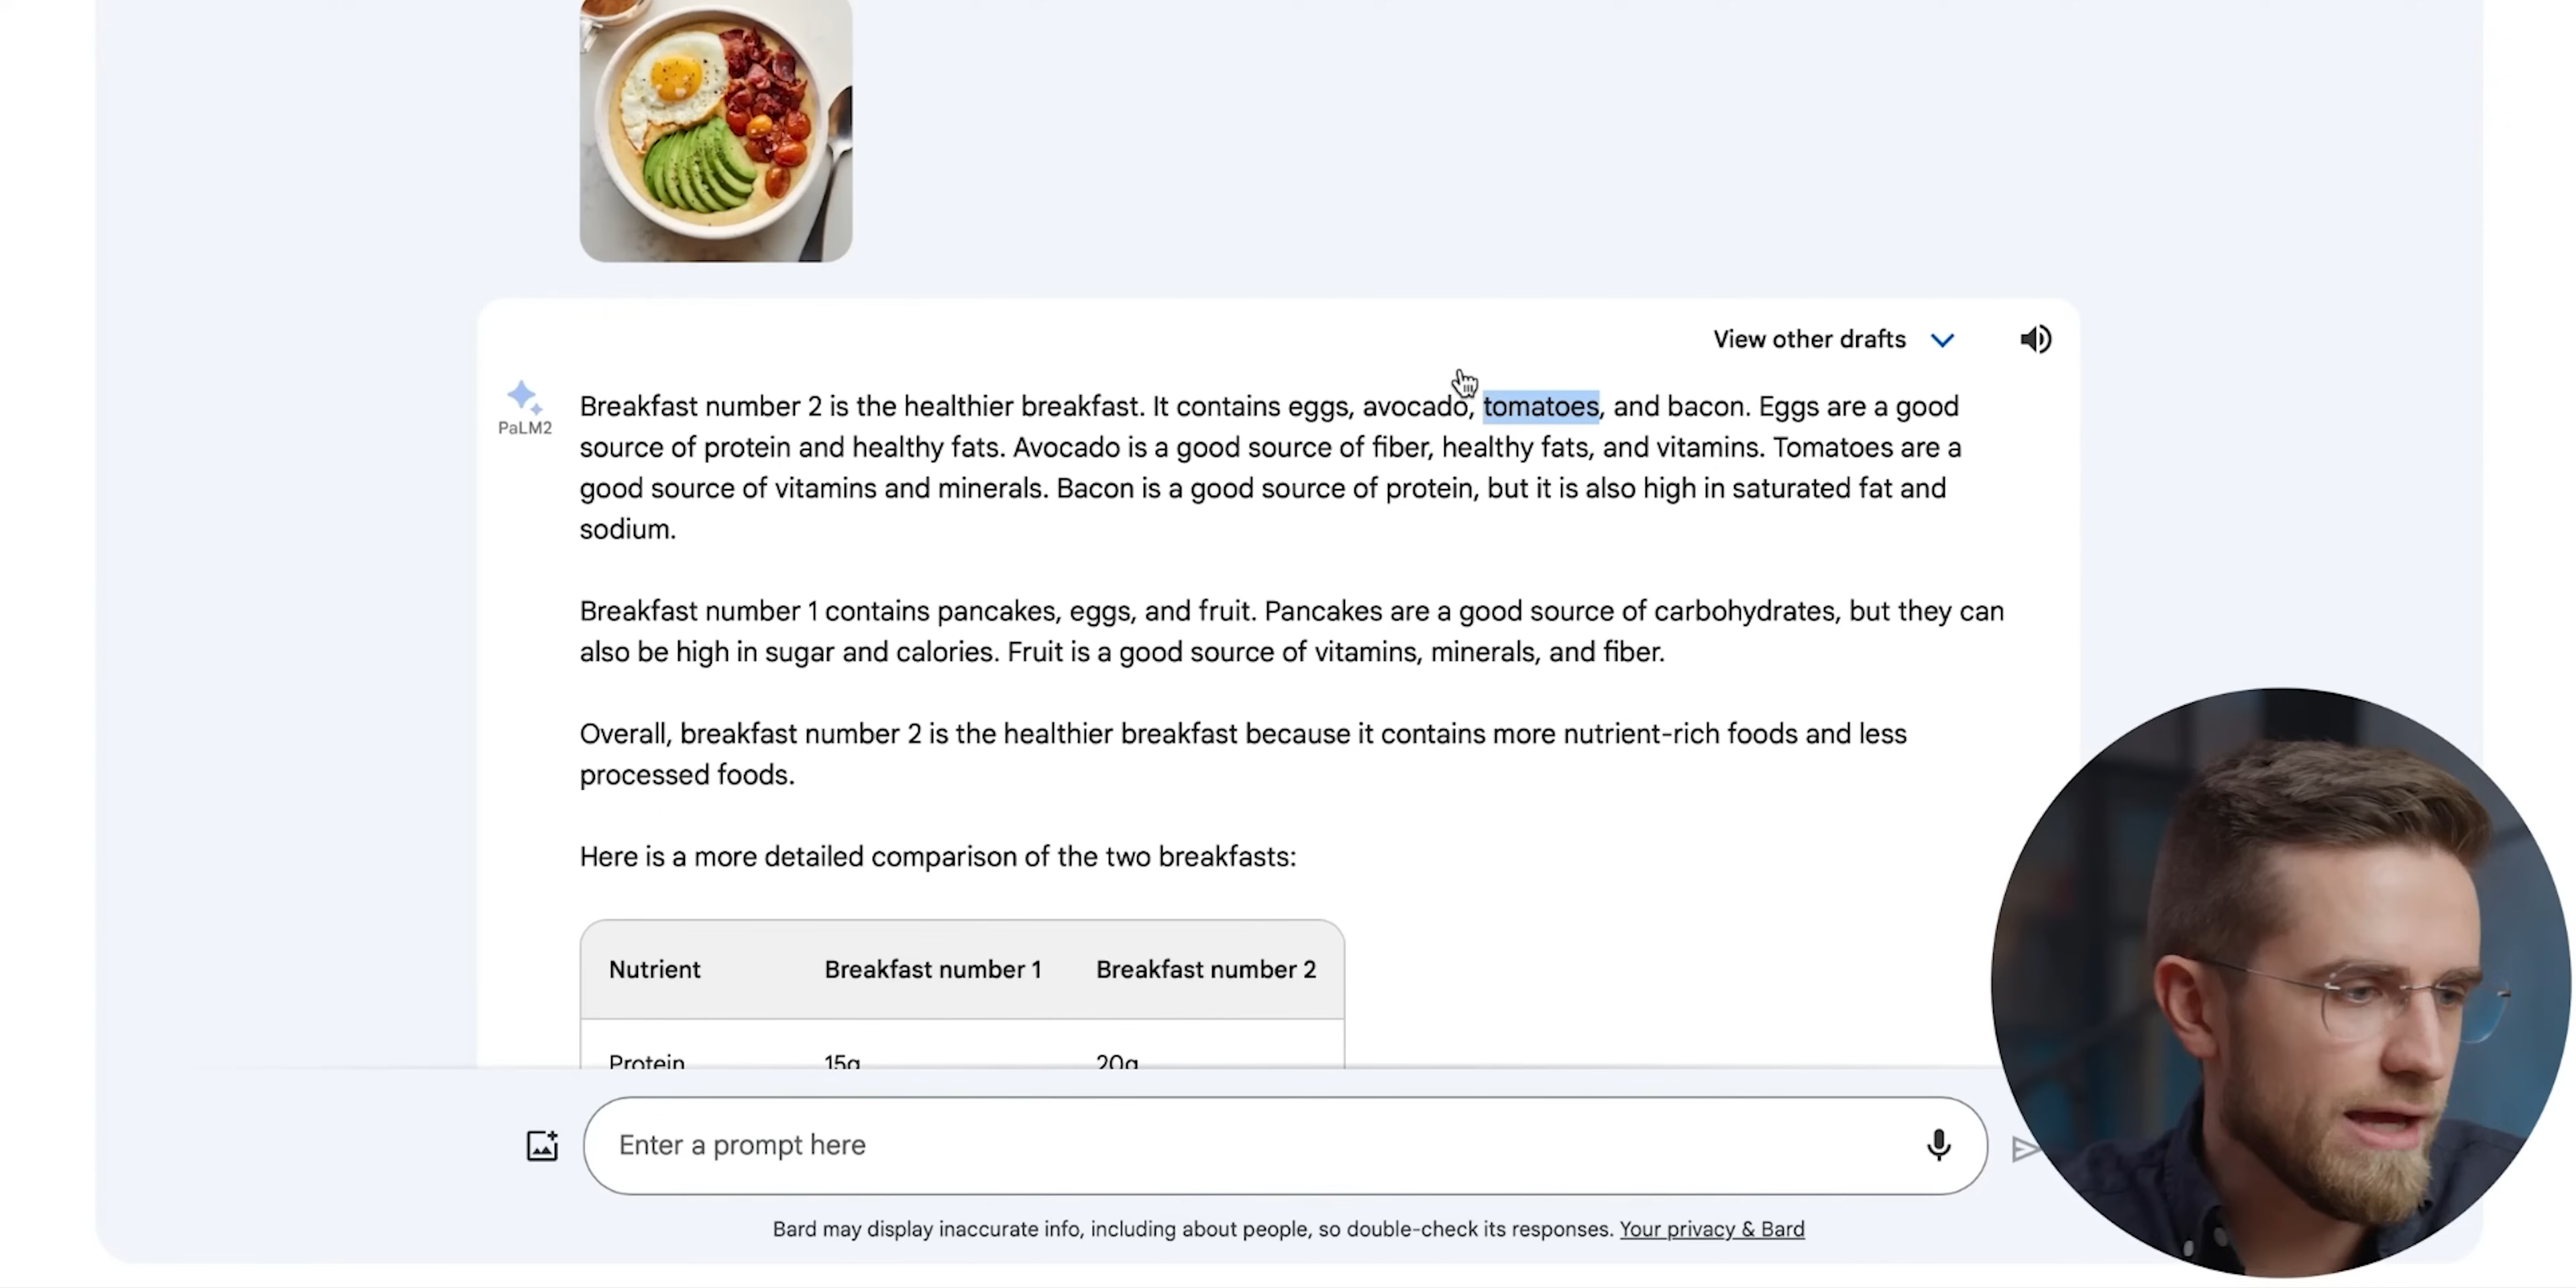 View other drafts
PaLM2
Breakfast number 2 is the healthier breakfast. It contains eggs, avocado, tomatoes, and bacon. Eggs are a good
source of protein and healthy fats. Avocado is a good source of fiber, healthy fats, and vitamins. Tomatoes are a
good source of vitamins and minerals. Bacon is a good source of protein, but it is also high in saturated fat and
sodium.
Breakfast number 1 contains pancakes, eggs, and fruit. Pancakes are a good source of carbohydrates, but they can
also be high in sugar and calories. Fruit is a good source of vitamins, minerals, and fiber.
Overall, breakfast number 2 is the healthier breakfast because it contains more nutrient-rich foods and less
processed foods.
Here is a more detailed comparison of the two breakfasts:
Nutrient Breakfast number 1 Breakfast number 2
Protein 15g 20g
Enter a prompt here
Bard may display inaccurate info, including about people, so double-check its responses. Your privacy & Bard